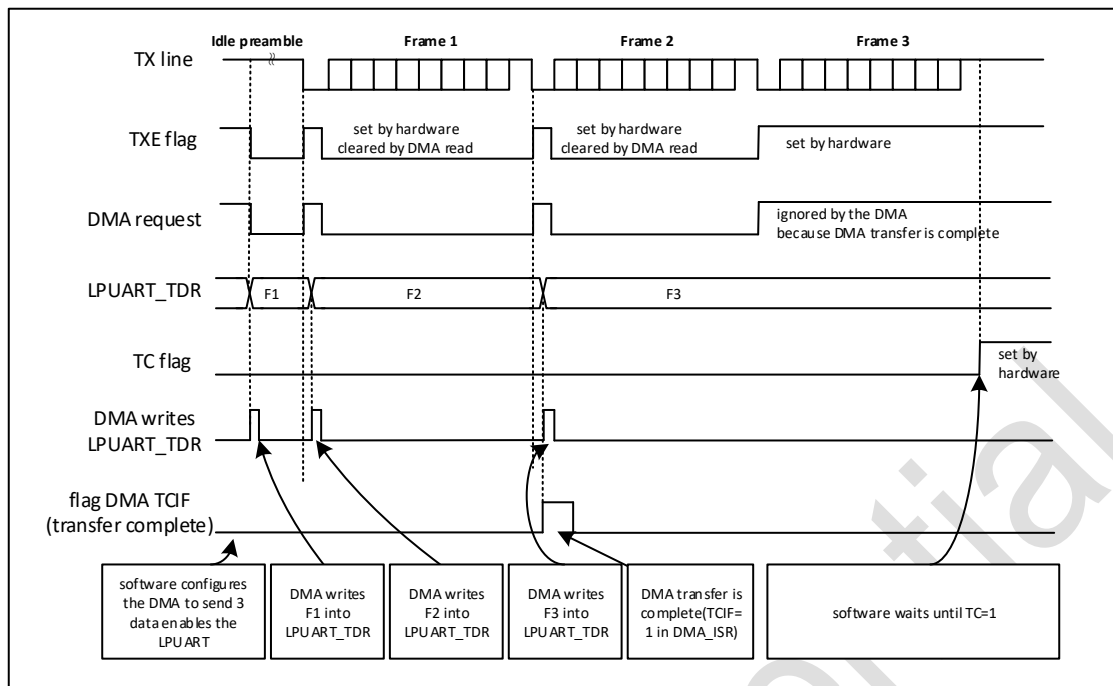 Idle preamble
Frame 1
Frame 2
Frame 3
TX line
TXE flag
set by hardware
cleared by DMA read
set by hardware
cleared by DMA read
set by hardware
DMA request
ignored by the DMA
because DMA transfer is complete
LPUART_TDR
F1
F2
F3
TC flag
set by
hardware
DMA writes
LPUART_TDR
flag DMA TCIF
(transfer complete)
software configures
the DMA to send 3
data enables the
LPUART
DMA writes
F1 into
LPUART_TDR
DMA writes
F2 into
LPUART_TDR
DMA writes
F3 into
LPUART_TDR
DMA transfer is
complete(TCIF=
1 in DMA_ISR)
software waits until TC=1